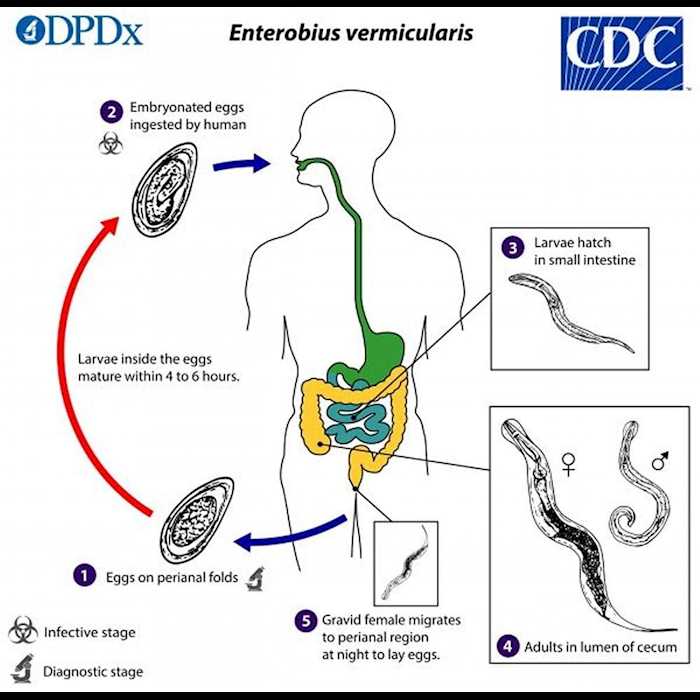 DPDx
Enterobius vermicularis
CDC
TM
2 Embryonated eggs
ingested by human
3 Larvae hatch
in small intestine
Larvae inside the eggs
mature within 4 to 6 hours.
♀
♂
1 Eggs on perianal folds
5 Gravid female migrates
to perianal region
at night to lay eggs.
4 Adults in lumen of cecum
Infective stage
Diagnostic stage